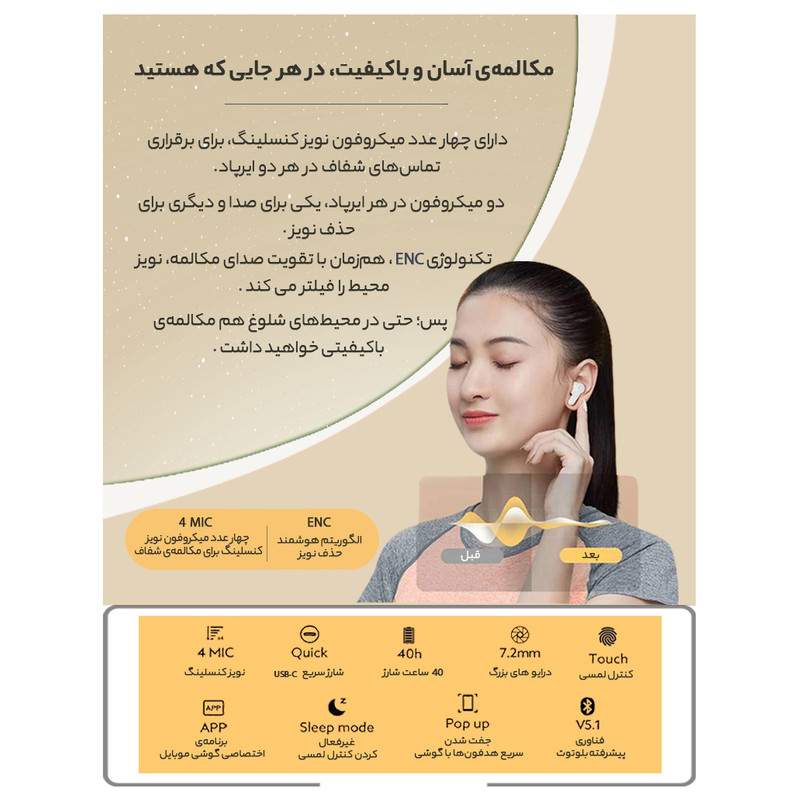 مکالمه‌ی آسان و باکیفیت، در هر جایی که هستید
دارای چهار عدد میکروفون نویز کنسلینگ، برای برقراری
تماس‌های شفاف در هر دو ایرپاد.
دو میکروفون در هر ایرپاد، یکی برای صدا و دیگری برای
حذف نویز.
تکنولوژی ENC ، هم‌زمان با تقویت صدای مکالمه، نویز
محیط را فیلتر می کند .
پس؛ حتی در محیط‌های شلوغ هم مکالمه‌ی
باکیفیتی خواهید داشت .
ENC
الگوریتم هوشمند
حذف نویز
4 MIC
چهار عدد میکروفون نویز
کنسلینگ برای مکالمه‌ی شفاف
بعد
قبل
4 MIC
نویز کنسلینگ
Quick
شارژ سریع USB-C
40h
40 ساعت شارژ
7.2mm
درایو های بزرگ
Touch
کنترل لمسی
APP
APP
برنامه‌ی
اختصاصی گوشی موبایل
Sleep mode
غیرفعال
کردن کنترل لمسی
Pop up
جفت شدن
سریع هدفون‌ها با گوشی
V5.1
فناوری
پیشرفته بلوتوث